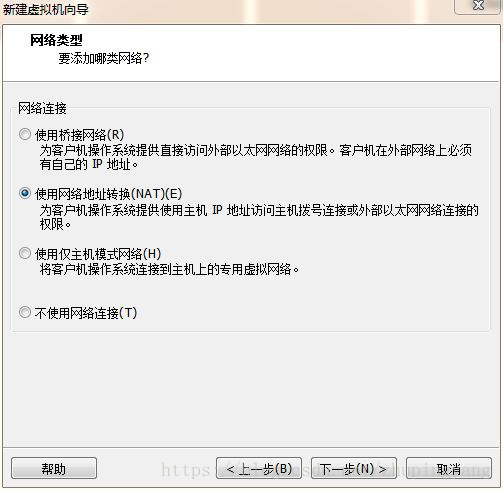 新建虚拟机向导
网络类型
要添加哪类网络?
网络连接
使用桥接网络(R)
为客户机操作系统提供直接访问外部以太网网络的权限。客户机在外部网络上必须
有自己的 IP 地址。
使用网络地址转换(NAT)(E)
为客户机操作系统提供使用主机 IP 地址访问主机拨号连接或外部以太网网络连接的
权限。
使用仅主机模式网络(H)
将客户机操作系统连接到主机上的专用虚拟网络。
不使用网络连接(T)
帮助
< 上一步(B)
下一步(N) >
取消